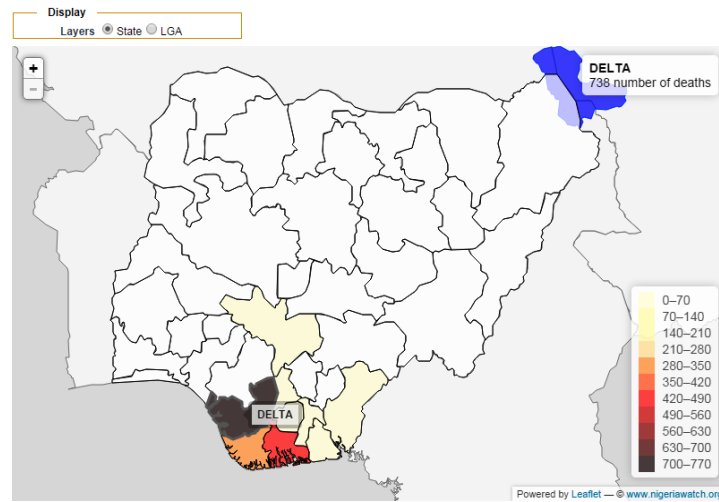 Display
Layers State LGA
+
−
DELTA
738 number of deaths
DELTA
0–70
70–140
140–210
210–280
280–350
350–420
420–490
490–560
560–630
630–700
700–770
Powered by Leaflet — © www.nigeriawatch.org